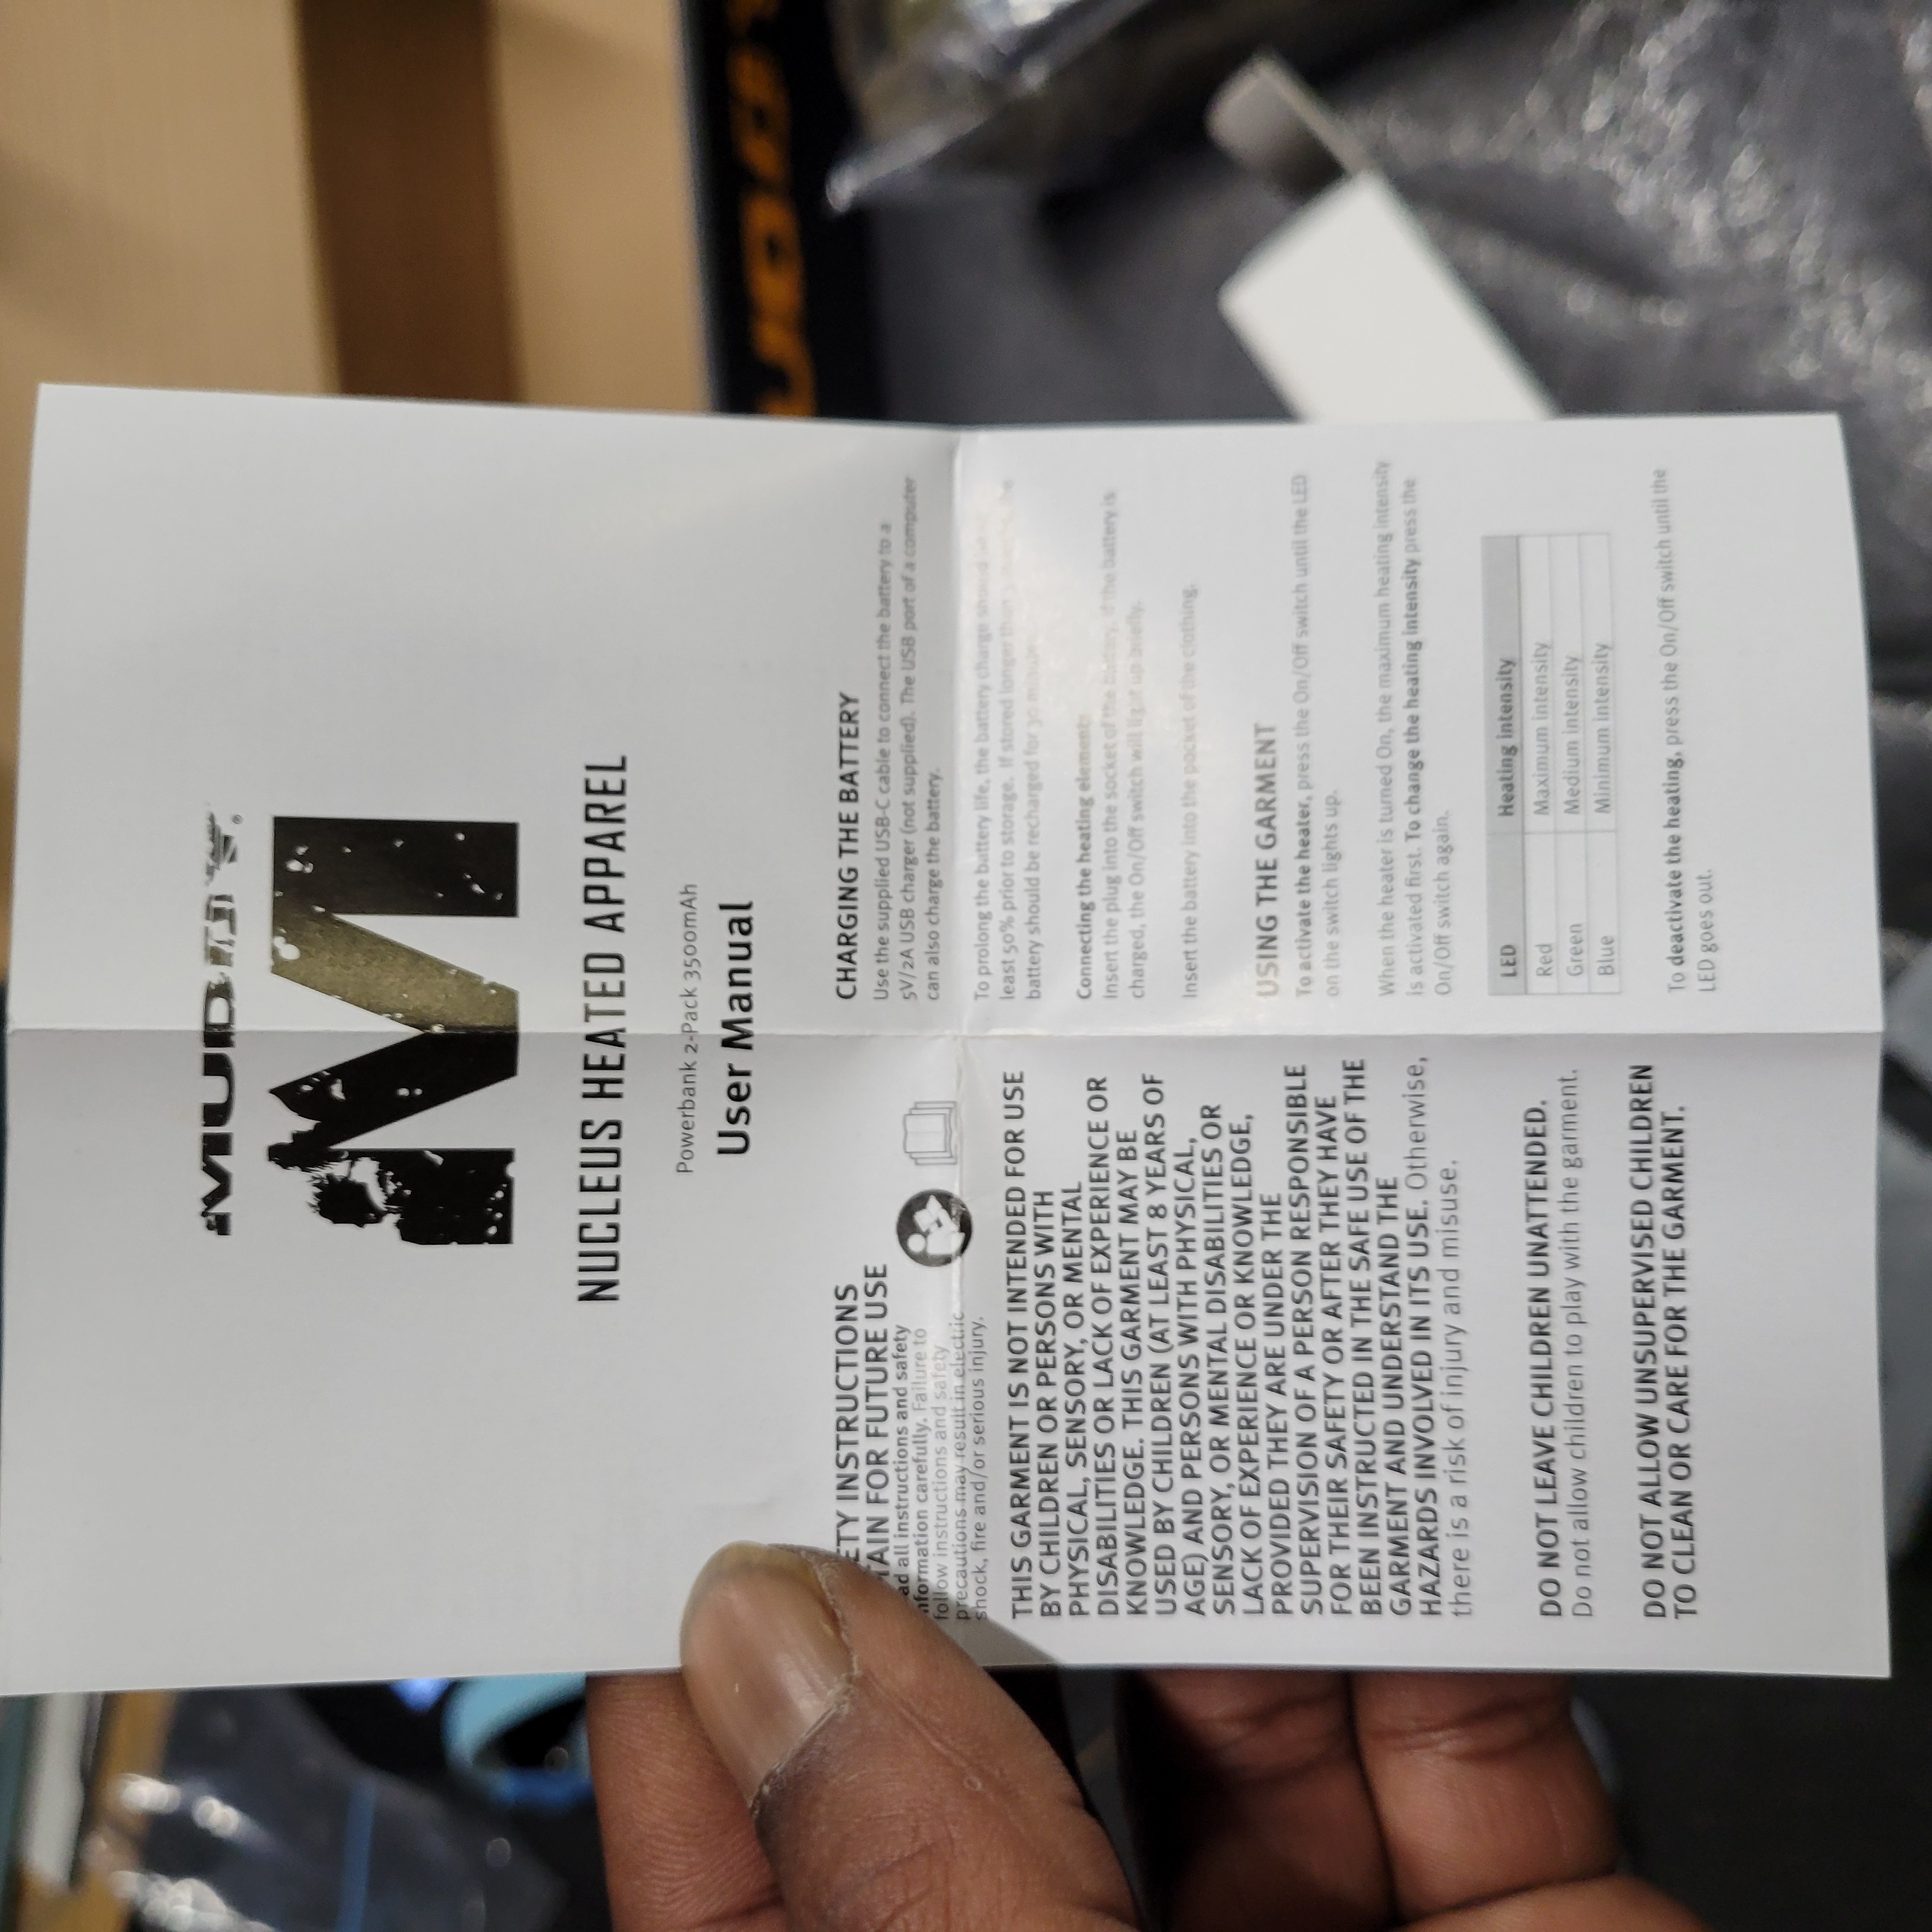 MUDDY®
NUCLEUS HEATED APPAREL
Powerbank 2-Pack 3500mAh
User Manual
ETY INSTRUCTIONS
TAIN FOR FUTURE USE
ad all instructions and safety
nformation carefully. Failure to
follow instructions and safety
precautions may result in electric
shock, fire and/or serious injury.
THIS GARMENT IS NOT INTENDED FOR USE
BY CHILDREN OR PERSONS WITH
PHYSICAL, SENSORY, OR MENTAL
DISABILITIES OR LACK OF EXPERIENCE OR
KNOWLEDGE. THIS GARMENT MAY BE
USED BY CHILDREN (AT LEAST 8 YEARS OF
AGE) AND PERSONS WITH PHYSICAL,
SENSORY, OR MENTAL DISABILITIES OR
LACK OF EXPERIENCE OR KNOWLEDGE,
PROVIDED THEY ARE UNDER THE
SUPERVISION OF A PERSON RESPONSIBLE
FOR THEIR SAFETY OR AFTER THEY HAVE
BEEN INSTRUCTED IN THE SAFE USE OF THE
GARMENT AND UNDERSTAND THE
HAZARDS INVOLVED IN ITS USE. Otherwise,
there is a risk of injury and misuse.
DO NOT LEAVE CHILDREN UNATTENDED.
Do not allow children to play with the garment.
DO NOT ALLOW UNSUPERVISED CHILDREN
TO CLEAN OR CARE FOR THE GARMENT.
CHARGING THE BATTERY
Use the supplied USB-C cable to connect the battery to a
5V/2A USB charger (not supplied). The USB port of a computer
can also charge the battery.
To prolong the battery life, the battery charge should
least 50% prior to storage. If stored longer than
battery should be recharged for 30
Connecting the heating element:
Insert the plug into the socket of the battery, if the battery is
charged, the On/Off switch will light up briefly.
Insert the battery into the pocket of the clothing.
USING THE GARMENT
To activate the heater, press the On/Off switch until the LED
on the switch lights up.
When the heater is turned On, the maximum heating intensity
is activated first. To change the heating intensity press the
On/Off switch again.
LED Heating intensity
Red Maximum intensity
Green Medium intensity
Blue Minimum intensity
To deactivate the heating, press the On/Off switch until the
LED goes out.